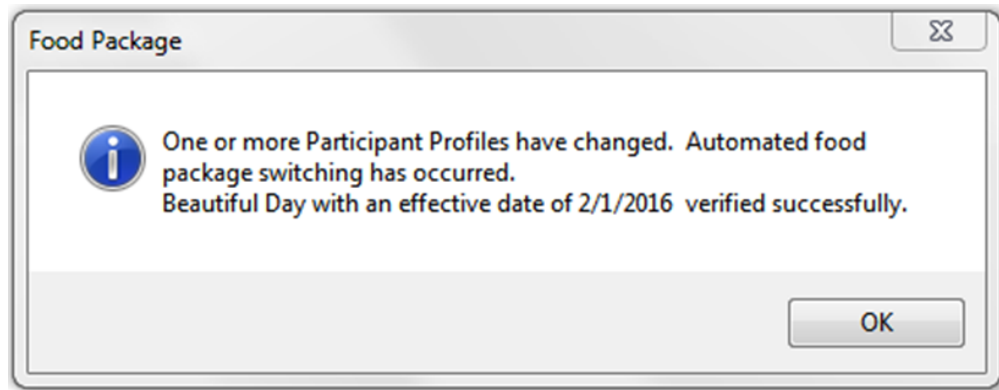 Food Package
One or more Participant Profiles have changed.  Automated food
package switching has occurred.
Beautiful Day with an effective date of 2/1/2016  verified successfully.
OK